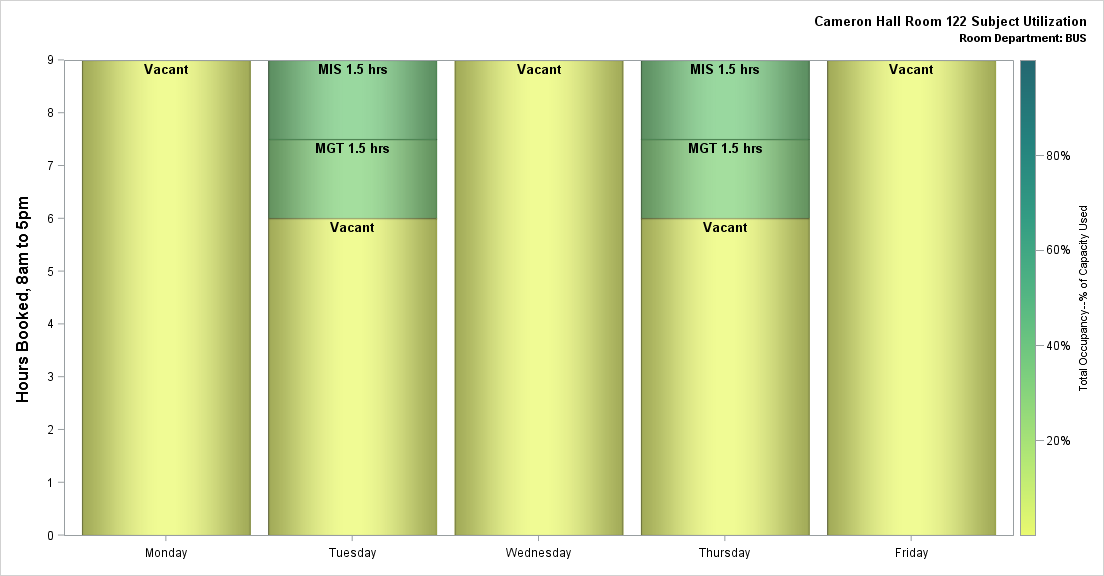 Cameron Hall Room 122 Subject Utilization
Room Department: BUS
Hours Booked, 8am to 5pm
9
8
7
6
5
4
3
2
1
0
Vacant
MIS 1.5 hrs
MGT 1.5 hrs
Vacant
Vacant
MIS 1.5 hrs
MGT 1.5 hrs
Vacant
Vacant
Monday
Tuesday
Wednesday
Thursday
Friday
80%
60%
40%
20%
Total Occupancy--% of Capacity Used